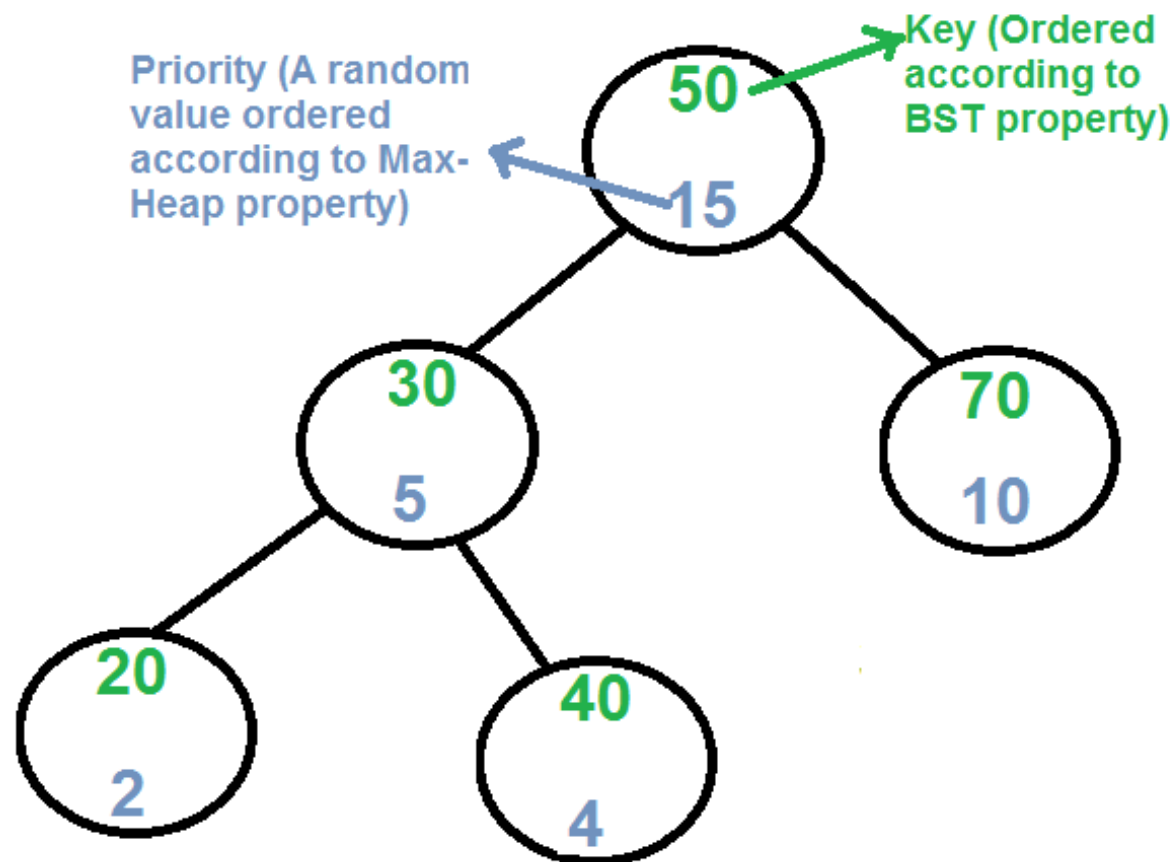 Priority (A random
value ordered
according to Max-
Heap property)
Key (Ordered
according to
BST property)
50
15
30
5
70
10
20
2
40
4